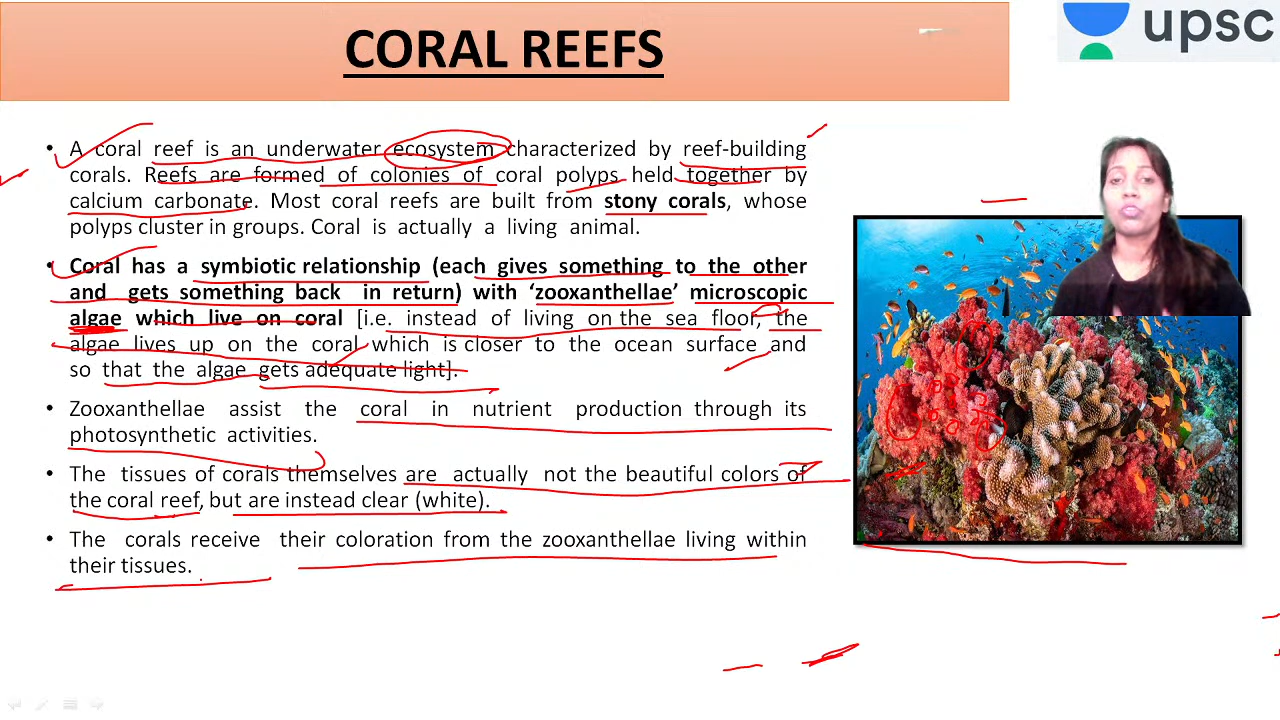 CORAL REEFS
upsc
• A coral reef is an underwater ecosystem characterized by reef-building
corals. Reefs are formed of colonies of coral polyps held together by
calcium carbonate. Most coral reefs are built from stony corals, whose
polyps cluster in groups. Coral is actually a living animal.
• Coral has a symbiotic relationship (each gives something to the other
and gets something back in return) with ‘zooxanthellae’ microscopic
algae which live on coral [i.e. instead of living on the sea floor, the
algae lives up on the coral which is closer to the ocean surface and
so that the algae gets adequate light].
• Zooxanthellae assist the coral in nutrient production through its
photosynthetic activities.
• The tissues of corals themselves are actually not the beautiful colors of
the coral reef, but are instead clear (white).
• The corals receive their coloration from the zooxanthellae living within
their tissues.